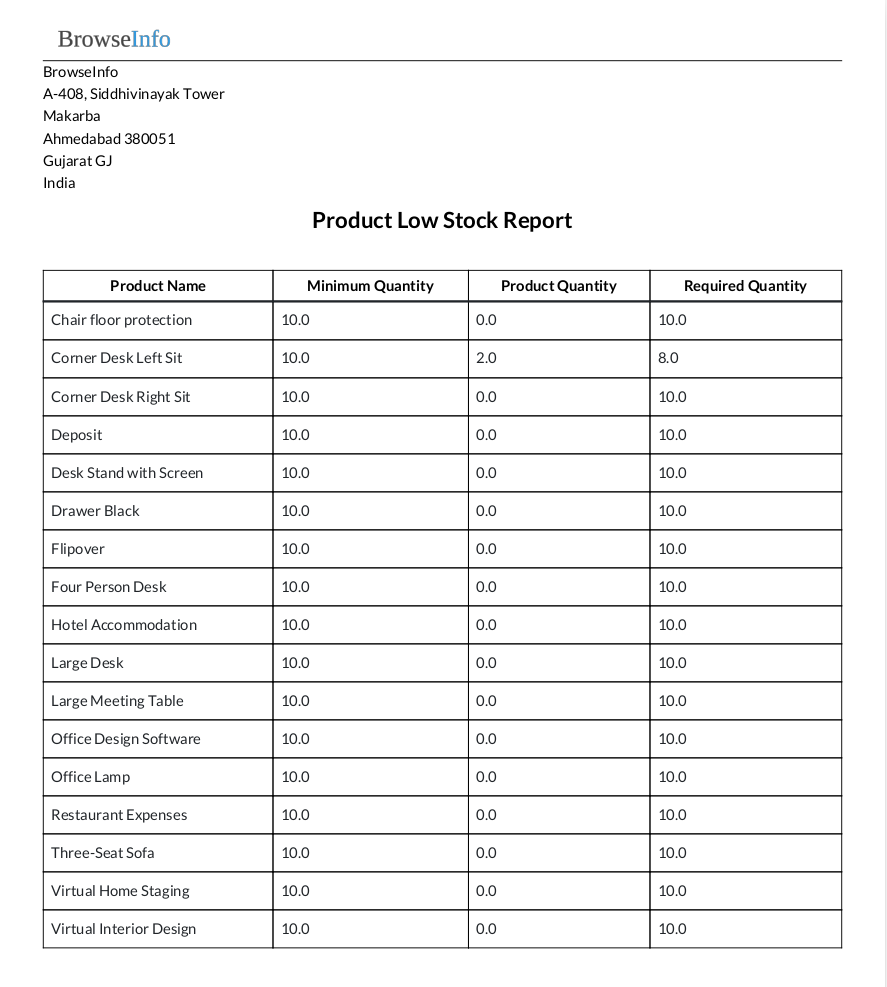 BrowseInfo
BrowseInfo
A-408, Siddhivinayak Tower
Makarba
Ahmedabad 380051
Gujarat GJ
India
Product Low Stock Report
Product Name Minimum Quantity Product Quantity Required Quantity
Chair floor protection 10.0 0.0 10.0
Corner Desk Left Sit 10.0 2.0 8.0
Corner Desk Right Sit 10.0 0.0 10.0
Deposit 10.0 0.0 10.0
Desk Stand with Screen 10.0 0.0 10.0
Drawer Black 10.0 0.0 10.0
Flipover 10.0 0.0 10.0
Four Person Desk 10.0 0.0 10.0
Hotel Accommodation 10.0 0.0 10.0
Large Desk 10.0 0.0 10.0
Large Meeting Table 10.0 0.0 10.0
Office Design Software 10.0 0.0 10.0
Office Lamp 10.0 0.0 10.0
Restaurant Expenses 10.0 0.0 10.0
Three-Seat Sofa 10.0 0.0 10.0
Virtual Home Staging 10.0 0.0 10.0
Virtual Interior Design 10.0 0.0 10.0